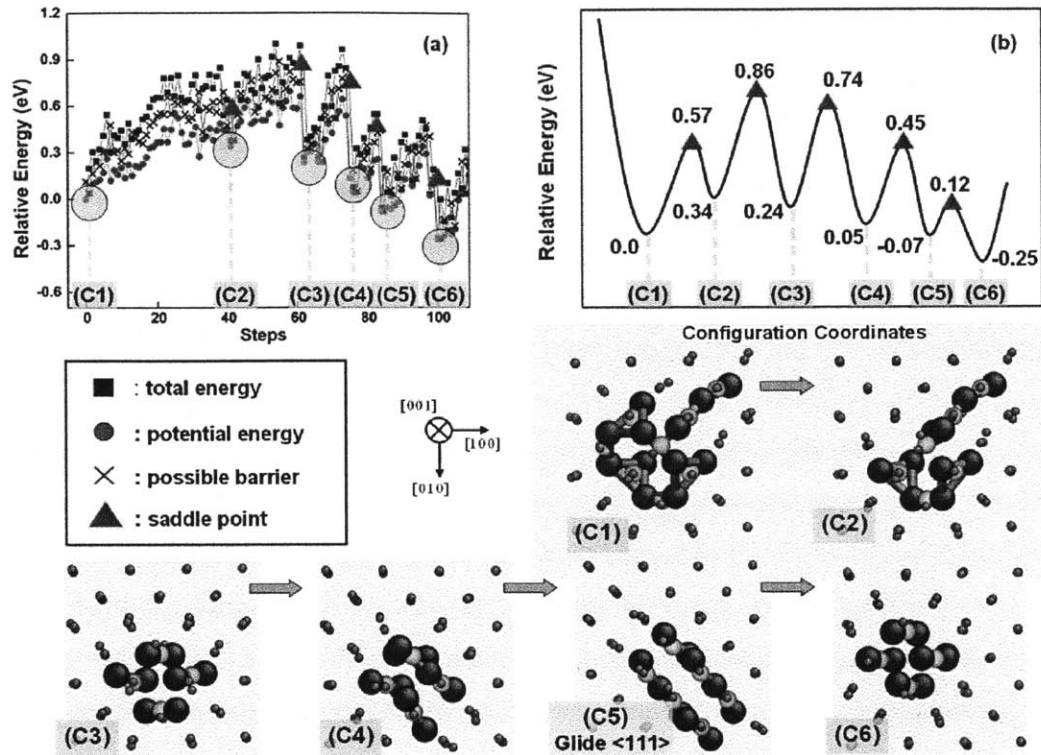 1.2
0.9
0.6
0.3
0.0
-0.3
-0.6
Relative Energy (eV)
(a)
(C1) (C2) (C3) (C4) (C5) (C6)
0 20 40 60 80 100
Steps
Relative Energy (eV)
(b)
0.0
0.57
0.34
0.86
0.24
0.74
0.05
0.45
-0.07
0.12
-0.25
(C1) (C2) (C3) (C4) (C5) (C6)
Configuration Coordinates
: total energy
: potential energy
: possible barrier
: saddle point
[001]
[100]
[010]
(C1)
(C2)
(C3)
(C4)
(C5)
Glide <111>
(C6)